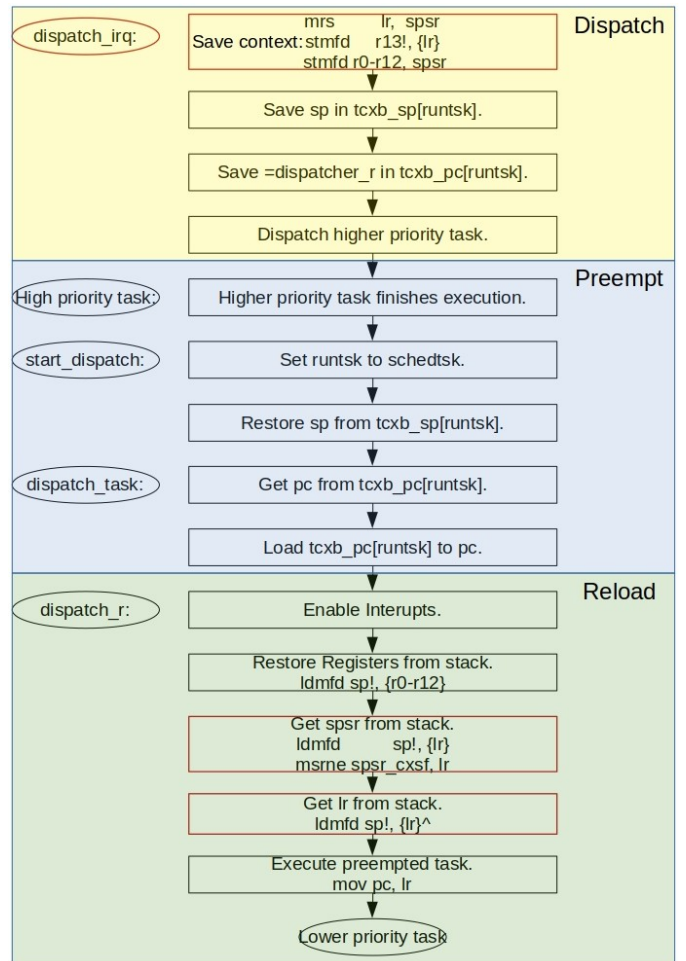 Dispatch
dispatch_irq:
mrs lr, spsr
Save context:stmfd r13!, {lr}
stmfd r0-r12, spsr
Save sp in tcxb_sp[runtsk].
Save =dispatcher_r in tcxb_pc[runtsk].
Dispatch higher priority task.
Preempt
High priority task:
Higher priority task finishes execution.
start_dispatch:
Set runtsk to schedtsk.
Restore sp from tcxb_sp[runtsk].
dispatch_task:
Get pc from tcxb_pc[runtsk].
Load tcxb_pc[runtsk] to pc.
Reload
dispatch_r:
Enable Interupts.
Restore Registers from stack.
ldmfd sp!, {r0-r12}
Get spsr from stack.
ldmfd sp!, {lr}
msrne spsr_cxsf, lr
Get lr from stack.
ldmfd sp!, {lr}^
Execute preempted task.
mov pc, lr
Lower priority task